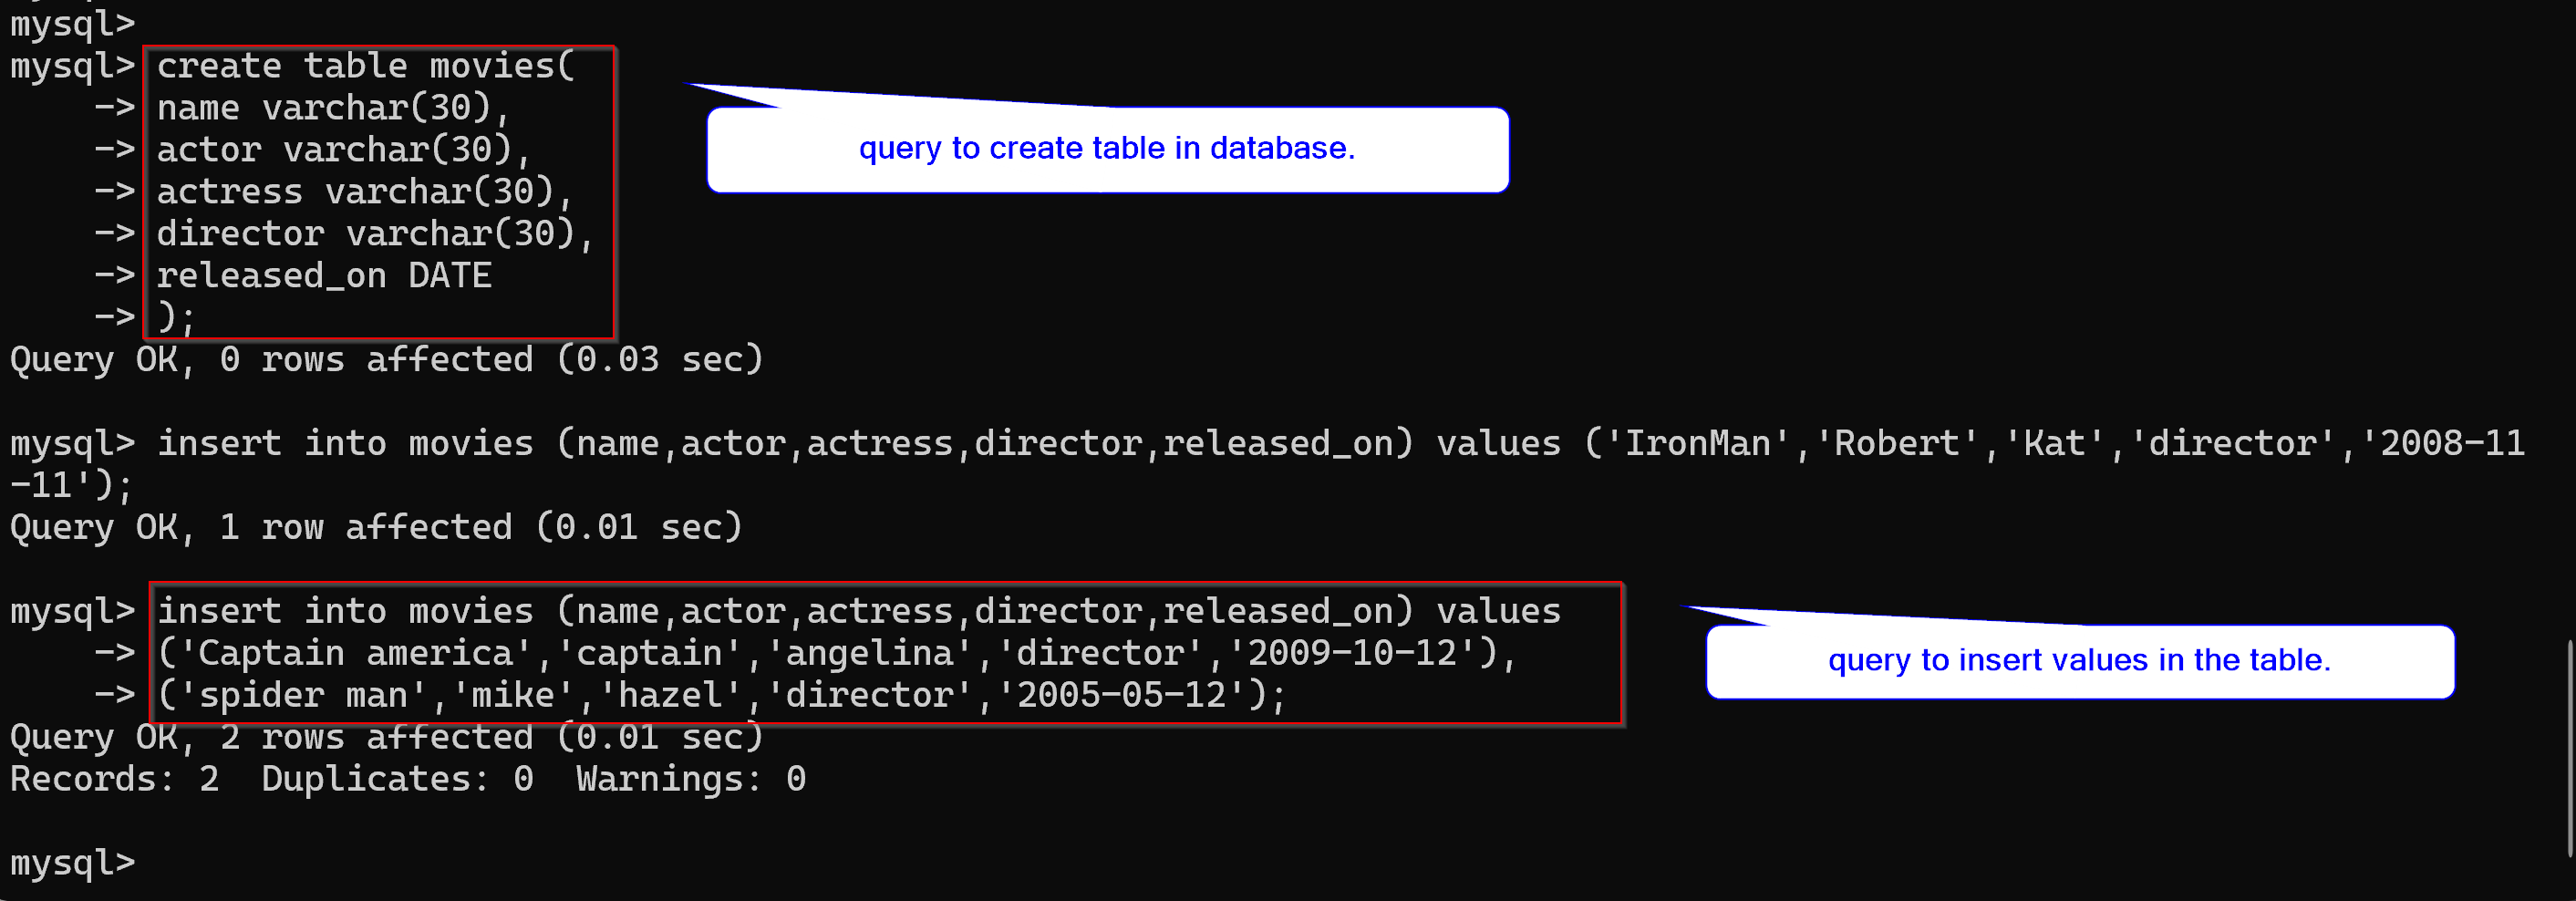 mysql>
mysql> create table movies(
    -> name varchar(30),
    -> actor varchar(30),
    -> actress varchar(30),
    -> director varchar(30),
    -> released_on DATE
    -> );
query to create table in database.
Query OK, 0 rows affected (0.03 sec)
mysql> insert into movies (name,actor,actress,director,released_on) values ('IronMan','Robert','Kat','director','2008-11
-11');
Query OK, 1 row affected (0.01 sec)
mysql> insert into movies (name,actor,actress,director,released_on) values
    -> ('Captain america','captain','angelina','director','2009-10-12'),
    -> ('spider man','mike','hazel','director','2005-05-12');
query to insert values in the table.
Query OK, 2 rows affected (0.01 sec)
Records: 2  Duplicates: 0  Warnings: 0
mysql>